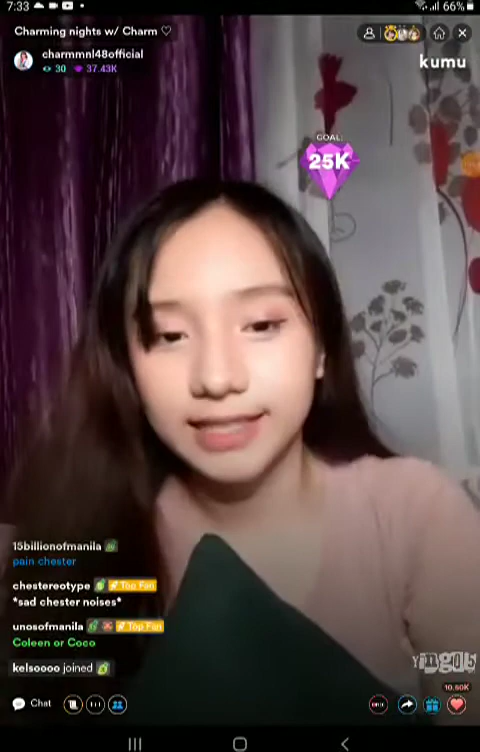 7:33
66%
Charming nights w/ Charm ♡
charmmnl48official
30 37.43K
kumu
GOAL:
25K
15billionofmanila
pain chester
chestereotype Top Fan
*sad chester noises*
unosofmanila Top Fan
Coleen or Coco
kelsoooo joined
10.50K
Chat